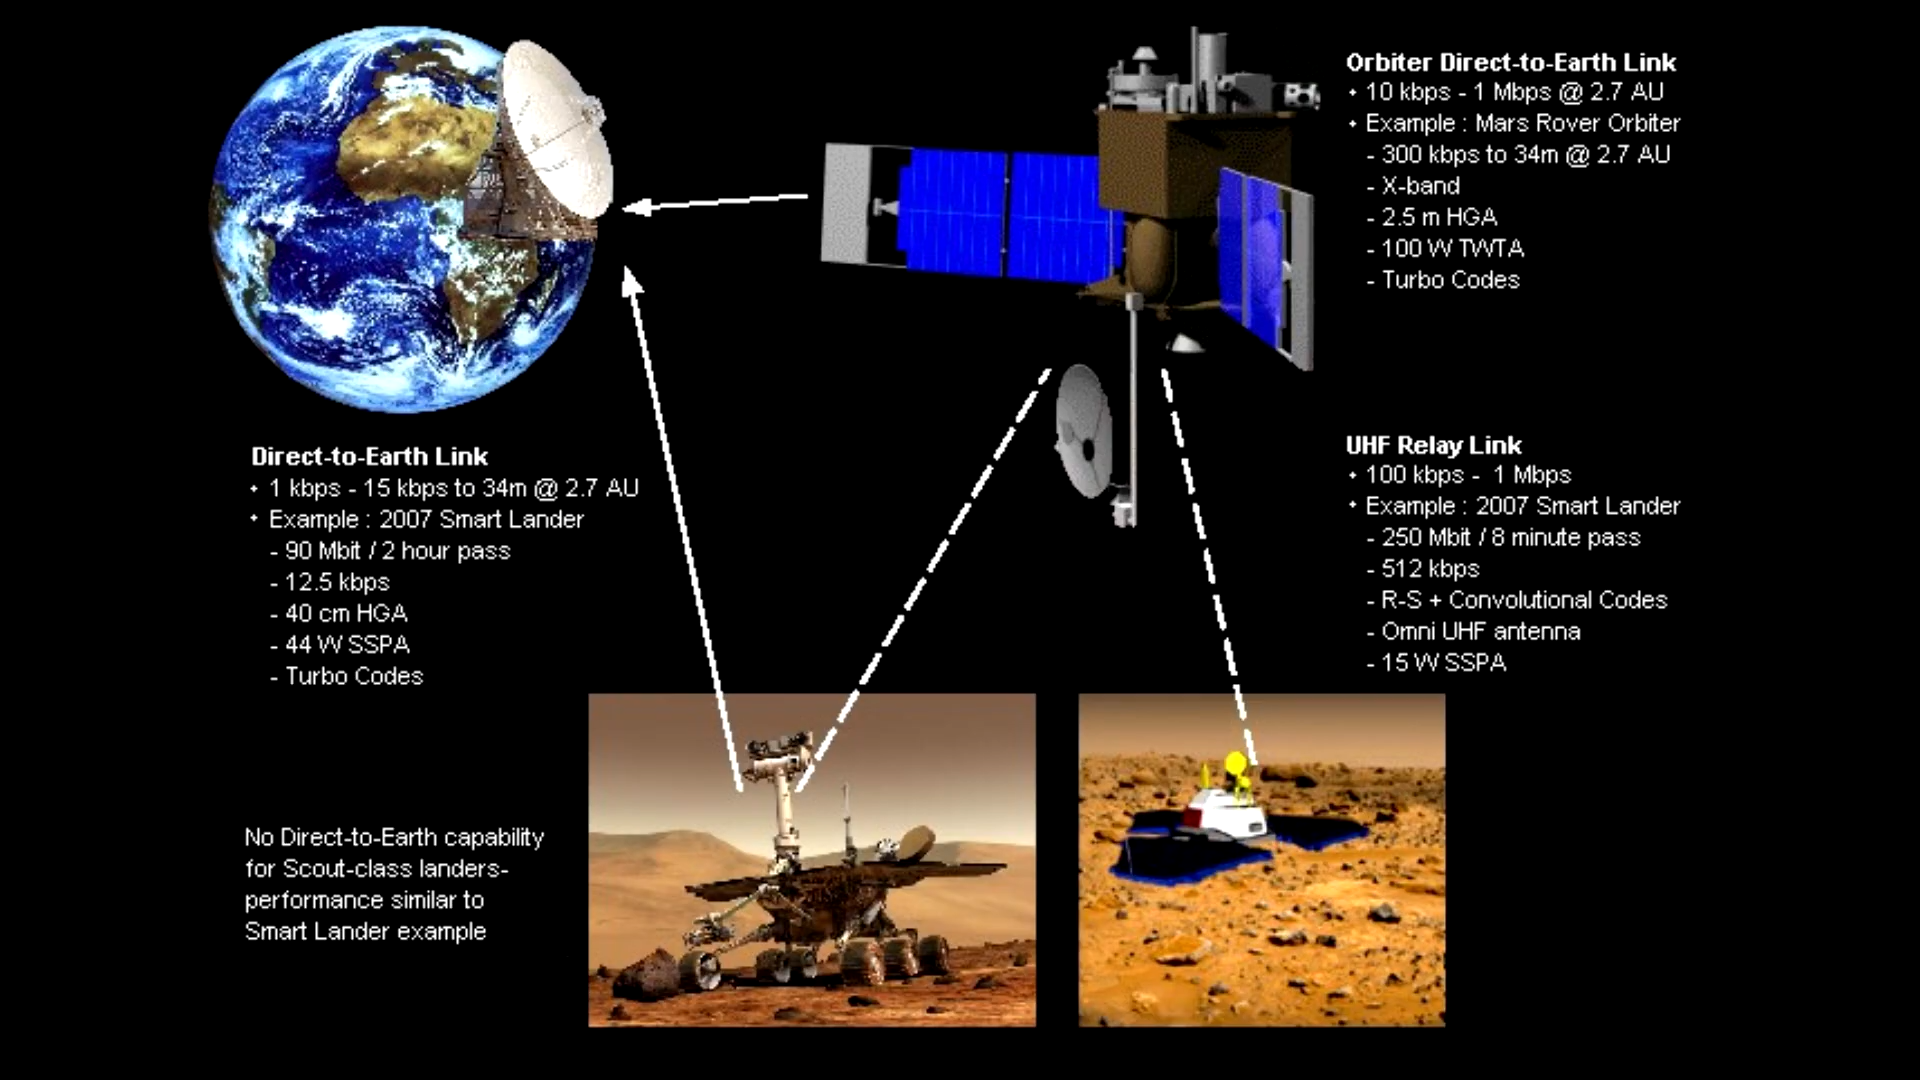 Orbiter Direct-to-Earth Link
• 10 kbps - 1 Mbps @ 2.7 AU
• Example : Mars Rover Orbiter
- 300 kbps to 34m @ 2.7 AU
- X-band
- 2.5 m HGA
- 100 W TWTA
- Turbo Codes
Direct-to-Earth Link
• 1 kbps - 15 kbps to 34m @ 2.7 AU
• Example : 2007 Smart Lander
- 90 Mbit / 2 hour pass
- 12.5 kbps
- 40 cm HGA
- 44 W SSPA
- Turbo Codes
UHF Relay Link
• 100 kbps - 1 Mbps
• Example : 2007 Smart Lander
- 250 Mbit / 8 minute pass
- 512 kbps
- R-S + Convolutional Codes
- Omni UHF antenna
- 15 W SSPA
No Direct-to-Earth capability
for Scout-class landers-
performance similar to
Smart Lander example